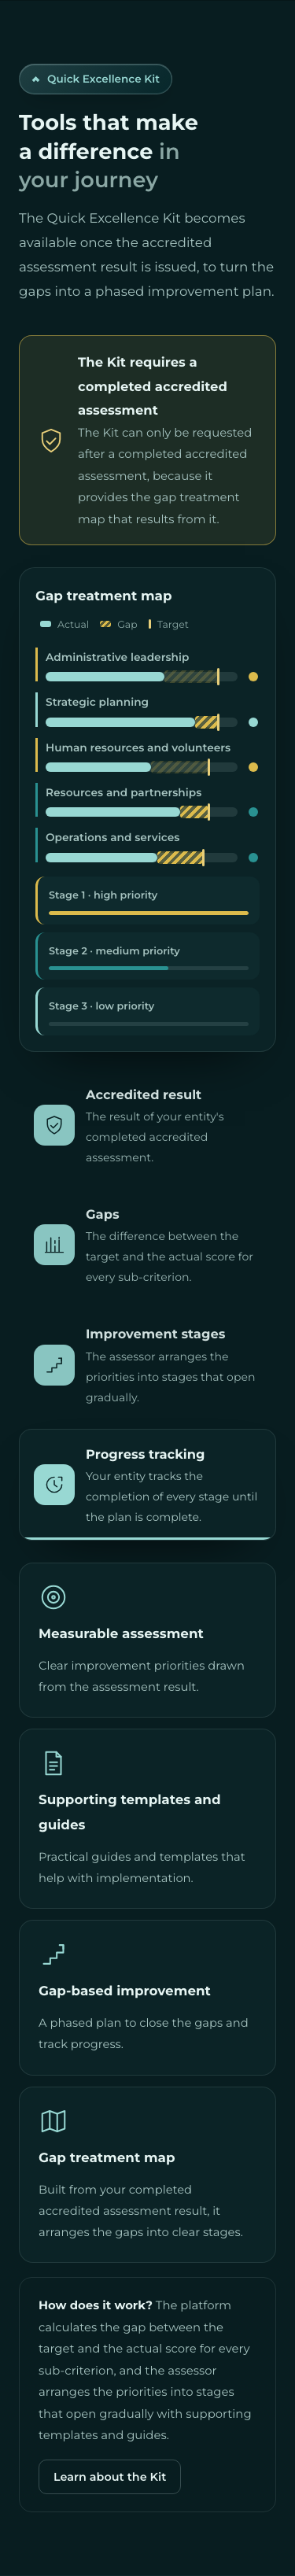 Quick Excellence Kit
Tools that make
a difference in
your journey
The Quick Excellence Kit becomes
available once the accredited
assessment result is issued, to turn the
gaps into a phased improvement plan.
The Kit requires a
completed accredited
assessment
The Kit can only be requested
after a completed accredited
assessment, because it
provides the gap treatment
map that results from it.
Gap treatment map
Actual Gap Target
Administrative leadership
Strategic planning
Human resources and volunteers
Resources and partnerships
Operations and services
Stage 1 · high priority
Stage 2 · medium priority
Stage 3 · low priority
Accredited result
The result of your entity's
completed accredited
assessment.
Gaps
The difference between the
target and the actual score for
every sub-criterion.
Improvement stages
The assessor arranges the
priorities into stages that open
gradually.
Progress tracking
Your entity tracks the
completion of every stage until
the plan is complete.
Measurable assessment
Clear improvement priorities drawn
from the assessment result.
Supporting templates and
guides
Practical guides and templates that
help with implementation.
Gap-based improvement
A phased plan to close the gaps and
track progress.
Gap treatment map
Built from your completed
accredited assessment result, it
arranges the gaps into clear stages.
How does it work? The platform
calculates the gap between the
target and the actual score for every
sub-criterion, and the assessor
arranges the priorities into stages
that open gradually with supporting
templates and guides.
Learn about the Kit